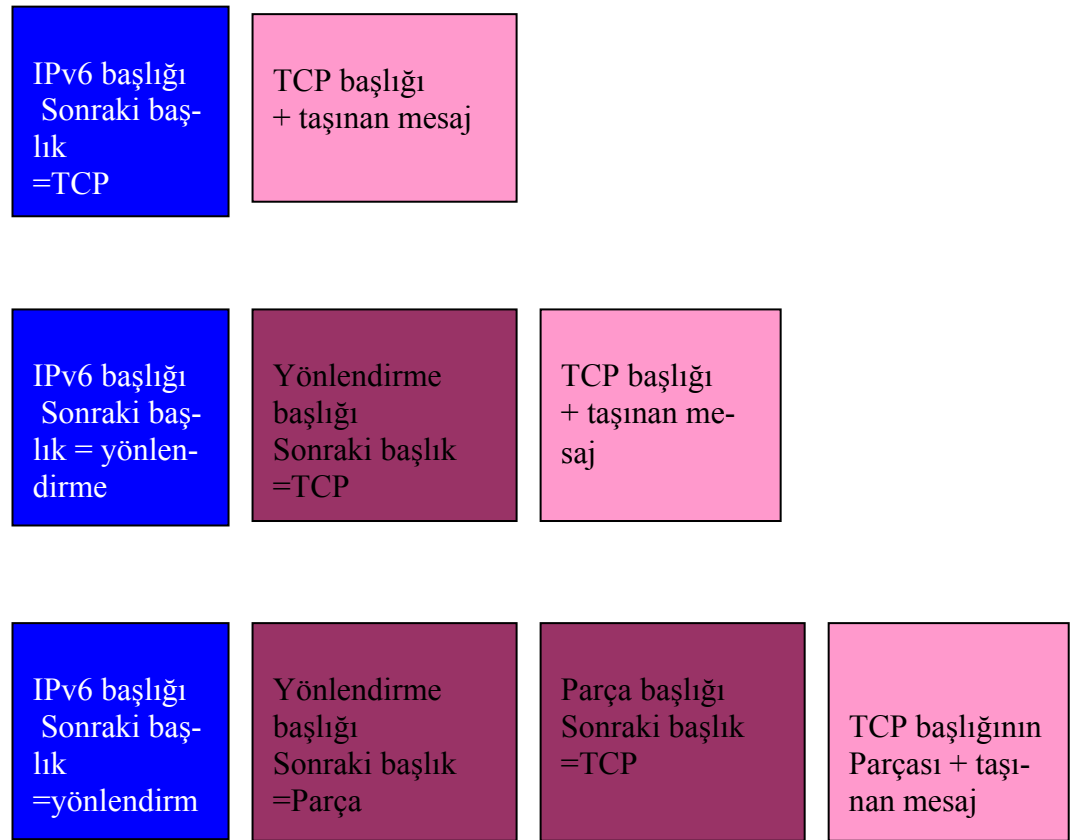 IPv6 başlığı
Sonraki baş-
lık
=TCP
TCP başlığı
+ taşınan mesaj
IPv6 başlığı
Sonraki baş-
lık = yönlen-
dirme
Yönlendirme
başlığı
Sonraki başlık
=TCP
TCP başlığı
+ taşınan me-
saj
IPv6 başlığı
Sonraki baş-
lık
=yönlendirm
Yönlendirme
başlığı
Sonraki başlık
=Parça
Parça başlığı
Sonraki başlık
=TCP
TCP başlığının
Parçası + taşı-
nan mesaj